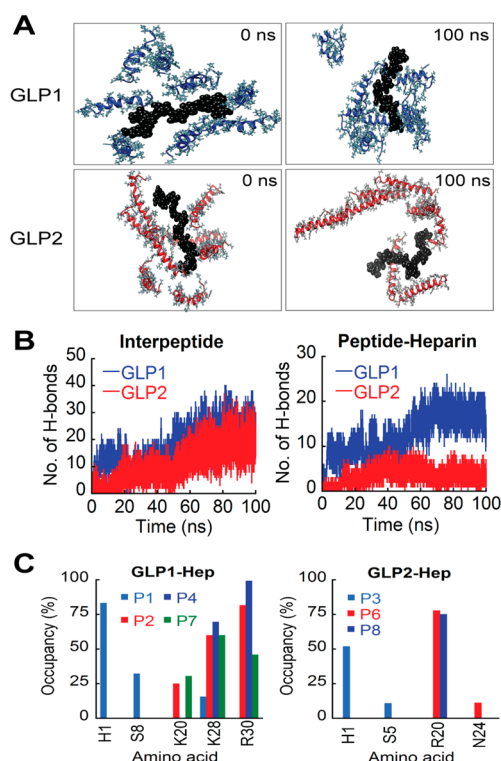 A
0 ns
100 ns
GLP1
0 ns
100 ns
GLP2
B
Interpeptide
Peptide-Heparin
No. of H-bonds
50
40
30
20
10
0
GLP1
GLP2
0 20 40 60 80 100
Time (ns)
No. of H-bonds
30
20
10
0
GLP1
GLP2
0 20 40 60 80 100
Time (ns)
C
GLP1-Hep
GLP2-Hep
Occupancy (%)
100
75
50
25
0
P1 P4
P2 P7
H1 S8 K20 K28 R30
Amino acid
Occupancy (%)
100
75
50
25
0
P3
P6
P8
H1 S5 R20 N24
Amino acid